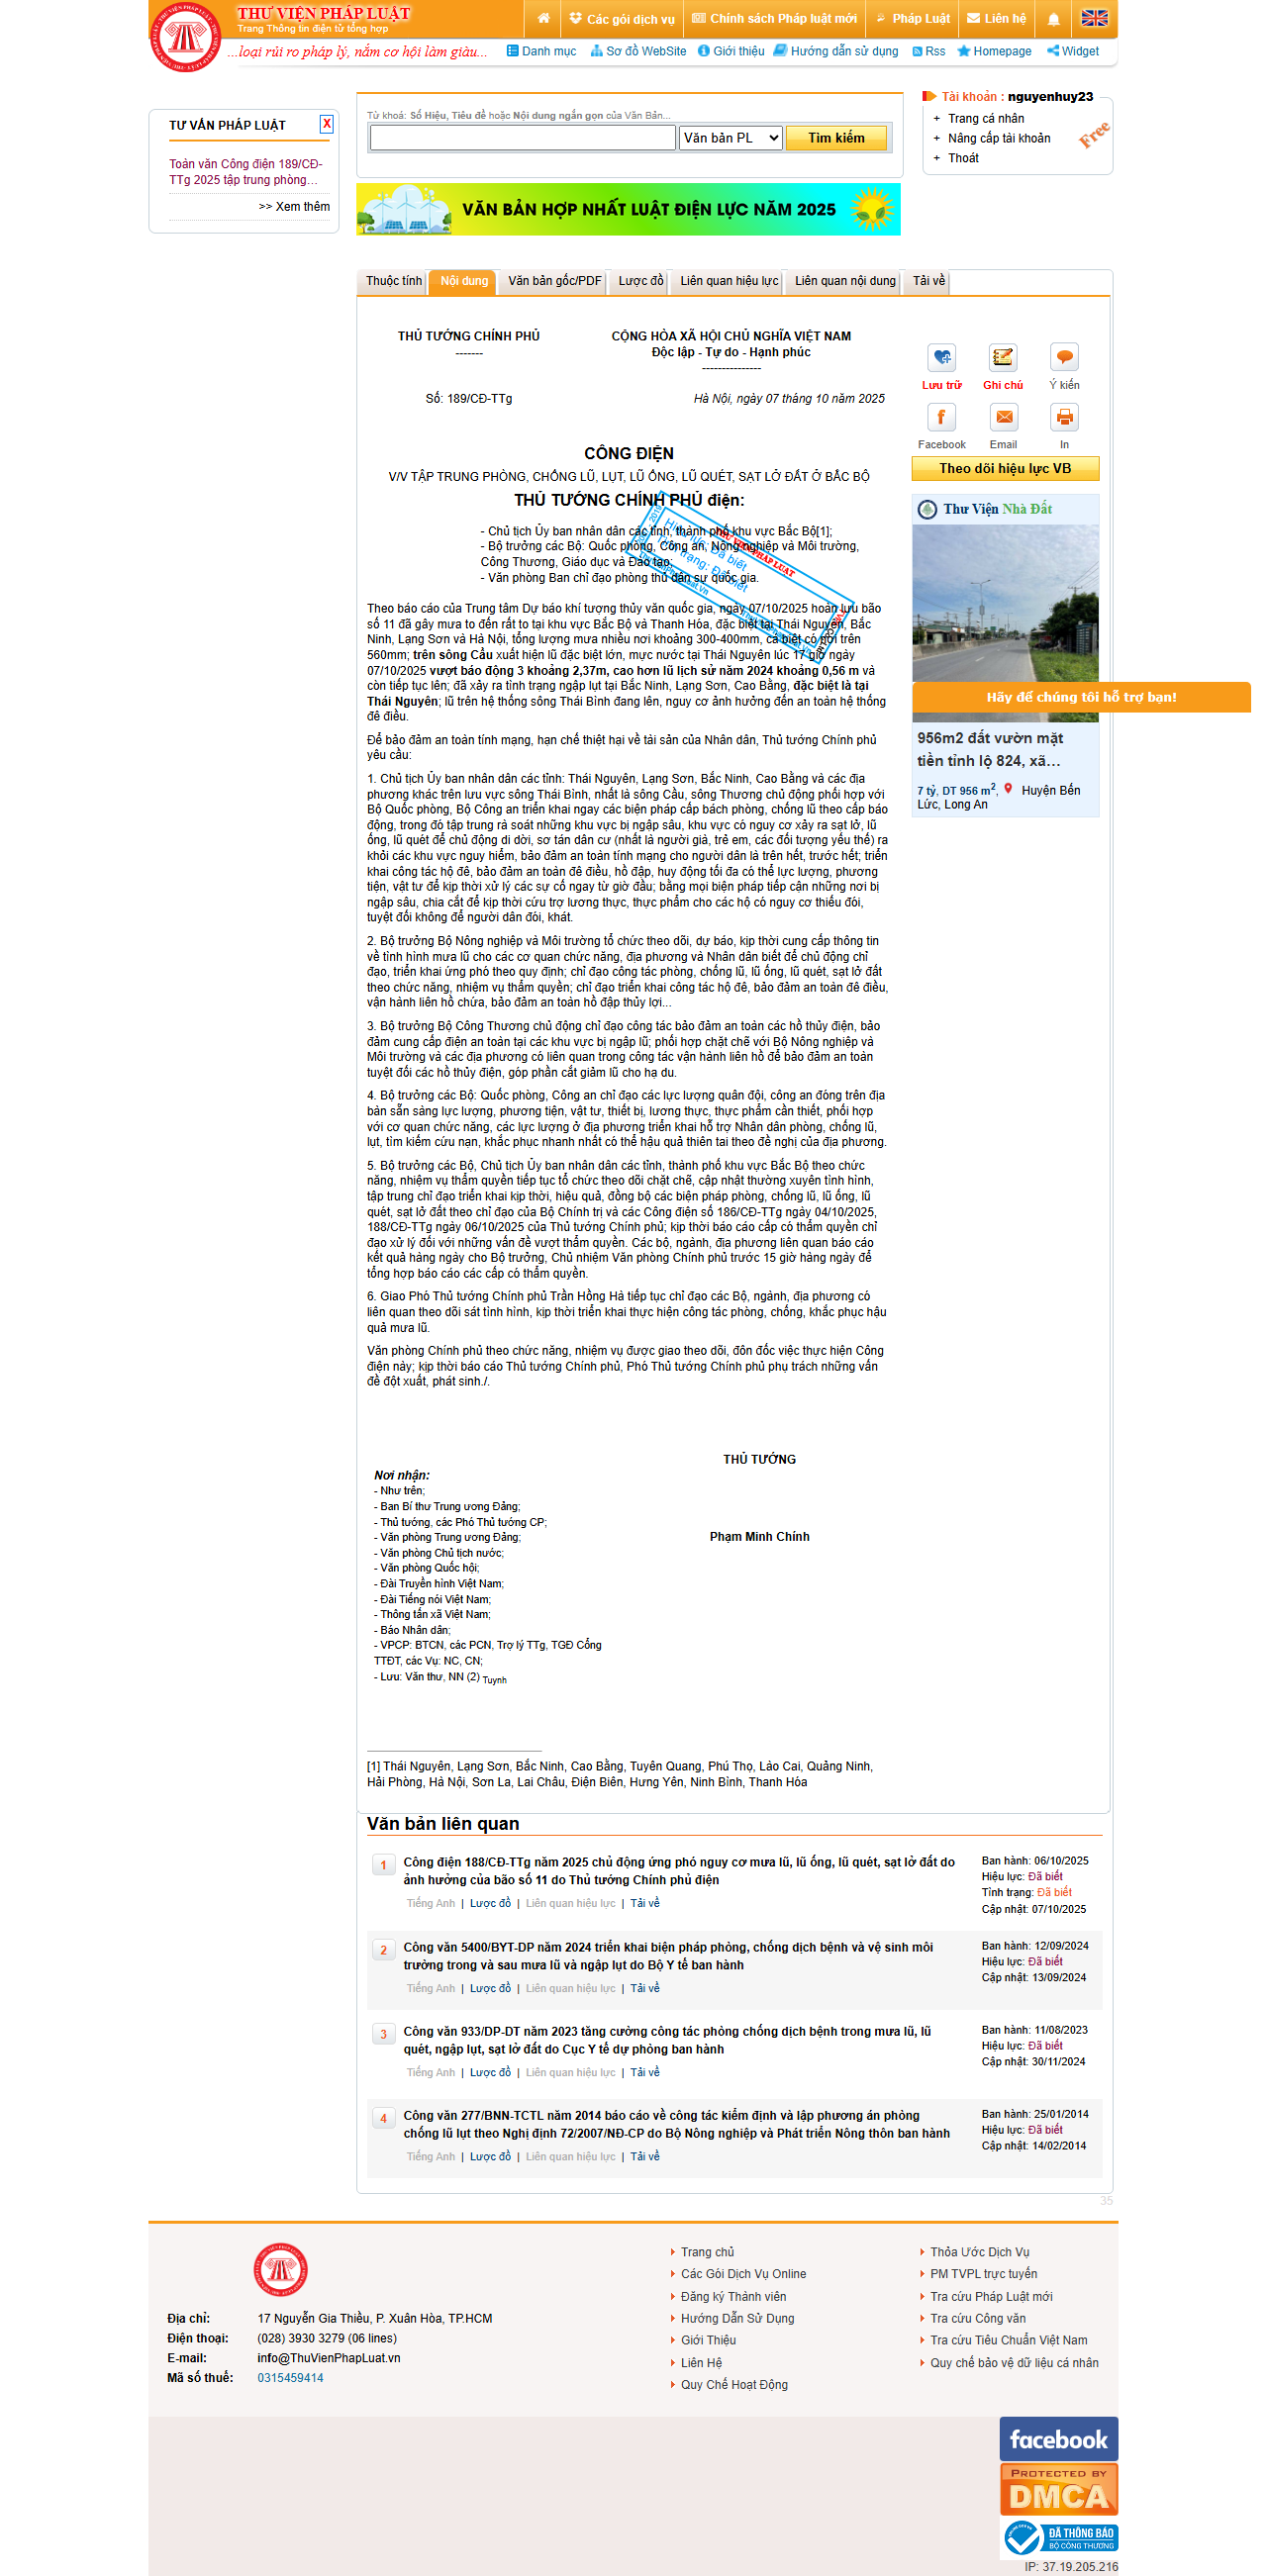 THƯ VIỆN PHÁP LUẬT
Trang Thông tin điện tử tổng hợp
Các gói dịch vụ
Chính sách Pháp luật mới
Pháp Luật
Liên hệ
...loại rủi ro pháp lý, nắm cơ hội làm giàu...
Danh mục
Sơ đồ WebSite
Giới thiệu
Hướng dẫn sử dụng
Rss
Homepage
Widget
TƯ VẤN PHÁP LUẬT
X
Toàn văn Công điện 189/CĐ-
TTg 2025 tập trung phòng...
>> Xem thêm
Từ khoá: Số Hiệu, Tiêu đề hoặc Nội dung ngắn gọn của Văn Bản...
Văn bản PL
Tìm kiếm
Tài khoản : nguyenhuy23
+ Trang cá nhân
+ Nâng cấp tài khoản
+ Thoát
Free
VĂN BẢN HỢP NHẤT LUẬT ĐIỆN LỰC NĂM 2025
Thuộc tính
Nội dung
Văn bản gốc/PDF
Lược đồ
Liên quan hiệu lực
Liên quan nội dung
Tải về
THỦ TƯỚNG CHÍNH PHỦ
-------
CỘNG HÒA XÃ HỘI CHỦ NGHĨA VIỆT NAM
Độc lập - Tự do - Hạnh phúc
---------------
Số: 189/CĐ-TTg
Hà Nội, ngày 07 tháng 10 năm 2025
CÔNG ĐIỆN
V/V TẬP TRUNG PHÒNG, CHỐNG LŨ, LỤT, LŨ ỐNG, LŨ QUÉT, SẠT LỞ ĐẤT Ở BẮC BỘ
THỦ TƯỚNG CHÍNH PHỦ điện:
- Chủ tịch Ủy ban nhân dân các tỉnh, thành phố khu vực Bắc Bộ[1];
- Bộ trưởng các Bộ: Quốc phòng, Công an, Nông nghiệp và Môi trường,
Công Thương, Giáo dục và Đào tạo;
- Văn phòng Ban chỉ đạo phòng thủ dân sự quốc gia.
Theo báo cáo của Trung tâm Dự báo khí tượng thủy văn quốc gia, ngày 07/10/2025 hoàn lưu bão
số 11 đã gây mưa to đến rất to tại khu vực Bắc Bộ và Thanh Hóa, đặc biệt tại Thái Nguyên, Bắc
Ninh, Lạng Sơn và Hà Nội, tổng lượng mưa nhiều nơi khoảng 300-400mm, cá biệt có nơi trên
560mm; trên sông Cầu xuất hiện lũ đặc biệt lớn, mực nước tại Thái Nguyên lúc 17 giờ ngày
07/10/2025 vượt báo động 3 khoảng 2,37m, cao hơn lũ lịch sử năm 2024 khoảng 0,56 m và
còn tiếp tục lên; đã xảy ra tình trạng ngập lụt tại Bắc Ninh, Lạng Sơn, Cao Bằng, đặc biệt là tại
Thái Nguyên; lũ trên hệ thống sông Thái Bình đang lên, nguy cơ ảnh hưởng đến an toàn hệ thống
đê điều.
Để bảo đảm an toàn tính mạng, hạn chế thiệt hại về tài sản của Nhân dân, Thủ tướng Chính phủ
yêu cầu:
1. Chủ tịch Ủy ban nhân dân các tỉnh: Thái Nguyên, Lạng Sơn, Bắc Ninh, Cao Bằng và các địa
phương khác trên lưu vực sông Thái Bình, nhất là sông Cầu, sông Thương chủ động phối hợp với
Bộ Quốc phòng, Bộ Công an triển khai ngay các biện pháp cấp bách phòng, chống lũ theo cấp báo
động, trong đó tập trung rà soát những khu vực bị ngập sâu, khu vực có nguy cơ xảy ra sạt lở, lũ
ống, lũ quét để chủ động di dời, sơ tán dân cư (nhất là người già, trẻ em, các đối tượng yếu thế) ra
khỏi các khu vực nguy hiểm, bảo đảm an toàn tính mạng cho người dân là trên hết, trước hết; triển
khai công tác hộ đê, bảo đảm an toàn đê điều, hồ đập, huy động tối đa có thể lực lượng, phương
tiện, vật tư để kịp thời xử lý các sự cố ngay từ giờ đầu; bằng mọi biện pháp tiếp cận những nơi bị
ngập sâu, chia cắt để kịp thời cứu trợ lương thực, thực phẩm cho các hộ có nguy cơ thiếu đói,
tuyệt đối không để người dân đói, khát.
2. Bộ trưởng Bộ Nông nghiệp và Môi trường tổ chức theo dõi, dự báo, kịp thời cung cấp thông tin
về tình hình mưa lũ cho các cơ quan chức năng, địa phương và Nhân dân biết để chủ động chỉ
đạo, triển khai ứng phó theo quy định; chỉ đạo công tác phòng, chống lũ, lũ ống, lũ quét, sạt lở đất
theo chức năng, nhiệm vụ thẩm quyền; chỉ đạo triển khai công tác hộ đê, bảo đảm an toàn đê điều,
vận hành liên hồ chứa, bảo đảm an toàn hồ đập thủy lợi...
3. Bộ trưởng Bộ Công Thương chủ động chỉ đạo công tác bảo đảm an toàn các hồ thủy điện, bảo
đảm cung cấp điện an toàn tại các khu vực bị ngập lũ; phối hợp chặt chẽ với Bộ Nông nghiệp và
Môi trường và các địa phương có liên quan trong công tác vận hành liên hồ để bảo đảm an toàn
tuyệt đối các hồ thủy điện, góp phần cắt giảm lũ cho hạ du.
4. Bộ trưởng các Bộ: Quốc phòng, Công an chỉ đạo các lực lượng quân đội, công an đóng trên địa
bàn sẵn sàng lực lượng, phương tiện, vật tư, thiết bị, lương thực, thực phẩm cần thiết, phối hợp
với cơ quan chức năng, các lực lượng ở địa phương triển khai hỗ trợ Nhân dân phòng, chống lũ,
lụt, tìm kiếm cứu nạn, khắc phục nhanh nhất có thể hậu quả thiên tai theo đề nghị của địa phương.
5. Bộ trưởng các Bộ, Chủ tịch Ủy ban nhân dân các tỉnh, thành phố khu vực Bắc Bộ theo chức
năng, nhiệm vụ thẩm quyền tiếp tục tổ chức theo dõi chặt chẽ, cập nhật thường xuyên tình hình,
tập trung chỉ đạo triển khai kịp thời, hiệu quả, đồng bộ các biện pháp phòng, chống lũ, lũ ống, lũ
quét, sạt lở đất theo chỉ đạo của Bộ Chính trị và các Công điện số 186/CĐ-TTg ngày 04/10/2025,
188/CĐ-TTg ngày 06/10/2025 của Thủ tướng Chính phủ; kịp thời báo cáo cấp có thẩm quyền chỉ
đạo xử lý đối với những vấn đề vượt thẩm quyền. Các bộ, ngành, địa phương liên quan báo cáo
kết quả hàng ngày cho Bộ trưởng, Chủ nhiệm Văn phòng Chính phủ trước 15 giờ hàng ngày để
tổng hợp báo cáo các cấp có thẩm quyền.
6. Giao Phó Thủ tướng Chính phủ Trần Hồng Hà tiếp tục chỉ đạo các Bộ, ngành, địa phương có
liên quan theo dõi sát tình hình, kịp thời triển khai thực hiện công tác phòng, chống, khắc phục hậu
quả mưa lũ.
Văn phòng Chính phủ theo chức năng, nhiệm vụ được giao theo dõi, đôn đốc việc thực hiện Công
điện này; kịp thời báo cáo Thủ tướng Chính phủ, Phó Thủ tướng Chính phủ phụ trách những vấn
đề đột xuất, phát sinh./.
THỦ TƯỚNG
Phạm Minh Chính
Nơi nhận:
- Như trên;
- Ban Bí thư Trung ương Đảng;
- Thủ tướng, các Phó Thủ tướng CP;
- Văn phòng Trung ương Đảng;
- Văn phòng Chủ tịch nước;
- Văn phòng Quốc hội;
- Đài Truyền hình Việt Nam;
- Đài Tiếng nói Việt Nam;
- Thông tấn xã Việt Nam;
- Báo Nhân dân;
- VPCP: BTCN, các PCN, Trợ lý TTg, TGĐ Cổng
TTĐT, các Vụ: NC, CN;
- Lưu: Văn thư, NN (2) Tuynh
[1] Thái Nguyên, Lạng Sơn, Bắc Ninh, Cao Bằng, Tuyên Quang, Phú Thọ, Lào Cai, Quảng Ninh,
Hải Phòng, Hà Nội, Sơn La, Lai Châu, Điện Biên, Hưng Yên, Ninh Bình, Thanh Hóa
Lưu trữ
Ghi chú
Ý kiến
Facebook
Email
In
Theo dõi hiệu lực VB
Thư Viện Nhà Đất
Hãy để chúng tôi hỗ trợ bạn!
956m2 đất vườn mặt
tiền tỉnh lộ 824, xã...
7 tỷ, DT 956 m2, Huyện Bến
Lức, Long An
Văn bản liên quan
1
Công điện 188/CĐ-TTg năm 2025 chủ động ứng phó nguy cơ mưa lũ, lũ ống, lũ quét, sạt lở đất do
ảnh hưởng của bão số 11 do Thủ tướng Chính phủ điện
Tiếng Anh | Lược đồ | Liên quan hiệu lực | Tải về
Ban hành: 06/10/2025
Hiệu lực: Đã biết
Tình trạng: Đã biết
Cập nhật: 07/10/2025
2
Công văn 5400/BYT-DP năm 2024 triển khai biện pháp phòng, chống dịch bệnh và vệ sinh môi
trường trong và sau mưa lũ và ngập lụt do Bộ Y tế ban hành
Tiếng Anh | Lược đồ | Liên quan hiệu lực | Tải về
Ban hành: 12/09/2024
Hiệu lực: Đã biết
Cập nhật: 13/09/2024
3
Công văn 933/DP-DT năm 2023 tăng cường công tác phòng chống dịch bệnh trong mưa lũ, lũ
quét, ngập lụt, sạt lở đất do Cục Y tế dự phòng ban hành
Tiếng Anh | Lược đồ | Liên quan hiệu lực | Tải về
Ban hành: 11/08/2023
Hiệu lực: Đã biết
Cập nhật: 30/11/2024
4
Công văn 277/BNN-TCTL năm 2014 báo cáo về công tác kiểm định và lập phương án phòng
chống lũ lụt theo Nghị định 72/2007/NĐ-CP do Bộ Nông nghiệp và Phát triển Nông thôn ban hành
Tiếng Anh | Lược đồ | Liên quan hiệu lực | Tải về
Ban hành: 25/01/2014
Hiệu lực: Đã biết
Cập nhật: 14/02/2014
35
Địa chỉ: 17 Nguyễn Gia Thiều, P. Xuân Hòa, TP.HCM
Điện thoại: (028) 3930 3279 (06 lines)
E-mail: info@ThuVienPhapLuat.vn
Mã số thuế: 0315459414
Trang chủ
Các Gói Dịch Vụ Online
Đăng ký Thành viên
Hướng Dẫn Sử Dụng
Giới Thiệu
Liên Hệ
Quy Chế Hoạt Động
Thỏa Ước Dịch Vụ
PM TVPL trực tuyến
Tra cứu Pháp Luật mới
Tra cứu Công văn
Tra cứu Tiêu Chuẩn Việt Nam
Quy chế bảo vệ dữ liệu cá nhân
facebook
PROTECTED BY
DMCA
ĐÃ THÔNG BÁO
BỘ CÔNG THƯƠNG
IP: 37.19.205.216